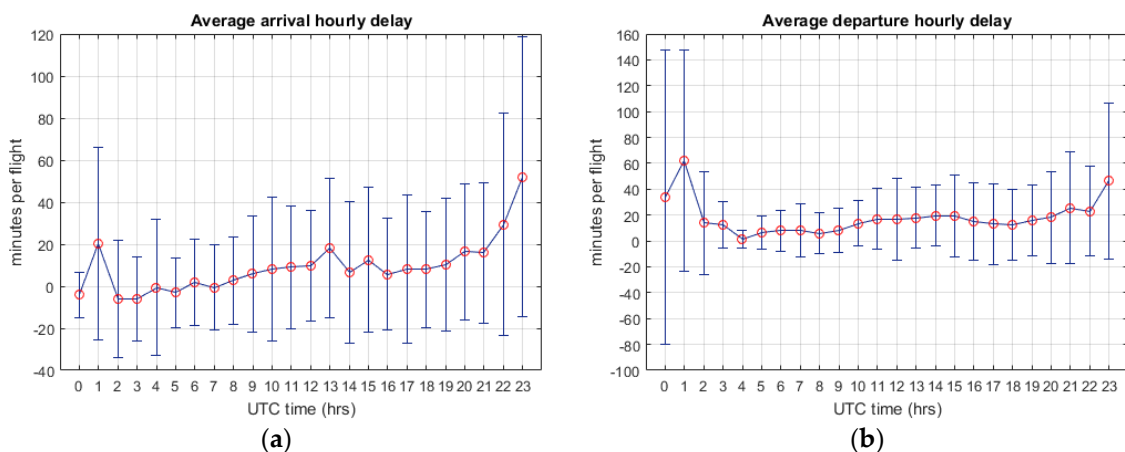 Average arrival hourly delay
120
100
80
60
40
20
0
-20
-40
minutes per flight
0 1 2 3 4 5 6 7 8 9 10 11 12 13 14 15 16 17 18 19 20 21 22 23
UTC time (hrs)
(a)
Average departure hourly delay
160
140
120
100
80
60
40
20
0
-20
-40
-60
-80
-100
minutes per flight
0 1 2 3 4 5 6 7 8 9 10 11 12 13 14 15 16 17 18 19 20 21 22 23
UTC time (hrs)
(b)